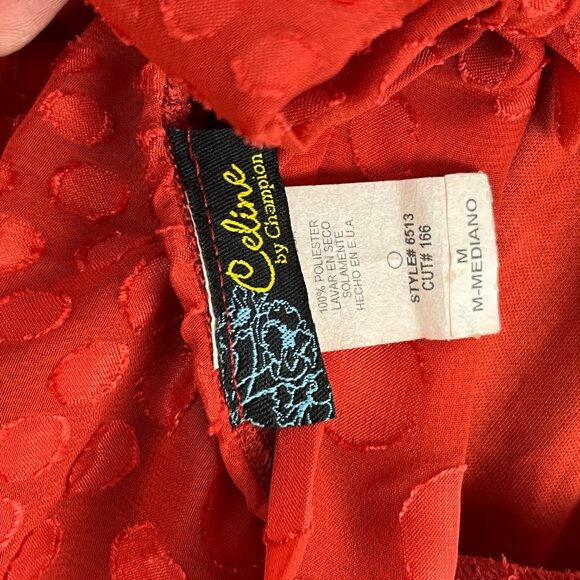 Celine
by Champion
100% POLIESTER
LAVAR EN SECO
SOLAMENTE
HECHO EN E.U.A
STYLE# 6513
CUT# 166
M
M-MEDIANO